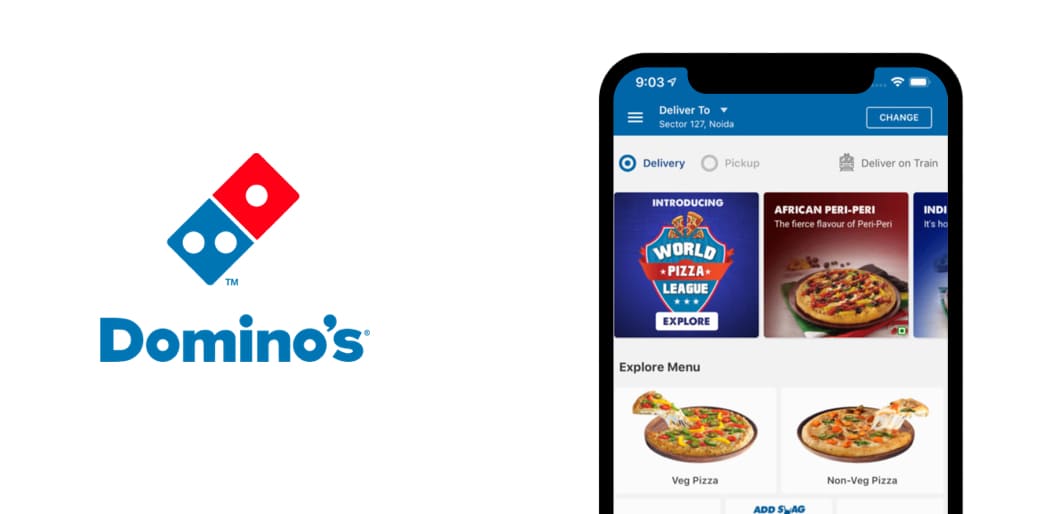 TM
Domino's®
9:03
Deliver To
Sector 127, Noida
CHANGE
Delivery
Pickup
Deliver on Train
INTRODUCING
WORLD
PIZZA
LEAGUE
EXPLORE
AFRICAN PERI-PERI
The fierce flavour of Peri-Peri
INDI
It's ho
Explore Menu
Veg Pizza
Non-Veg Pizza
ADD SWAG